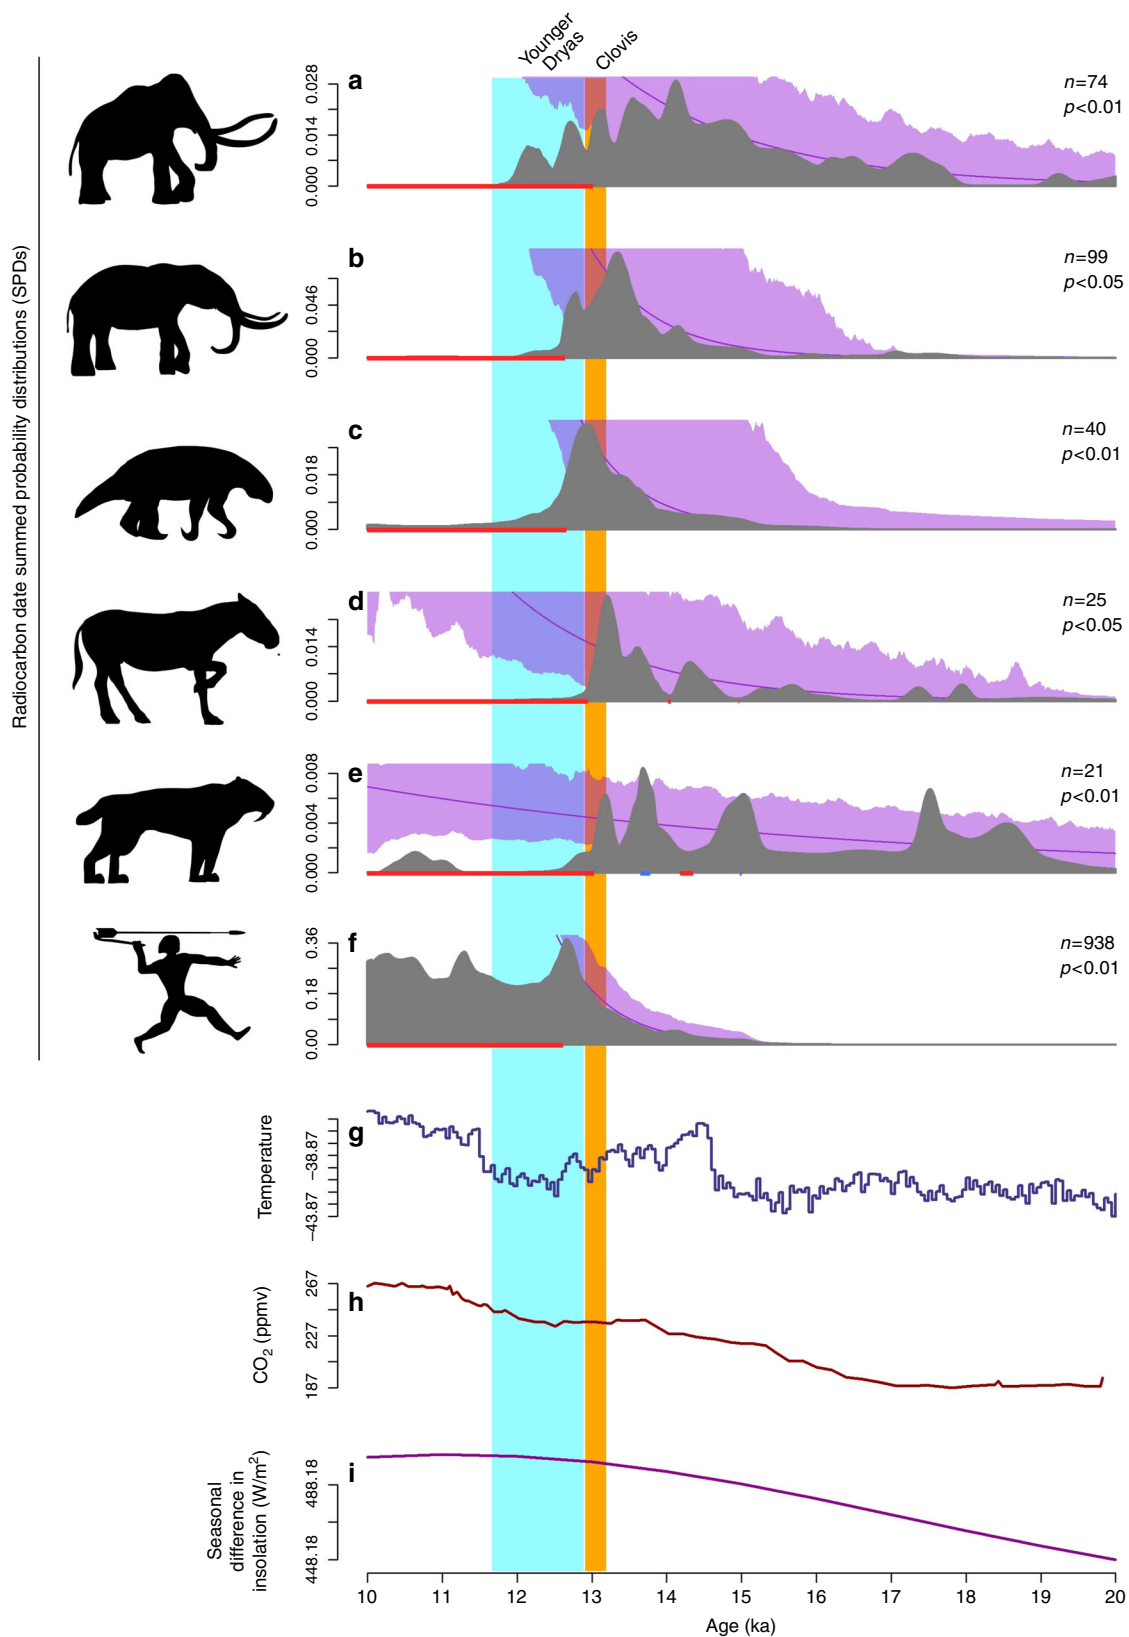 Younger
Dryas
Clovis
Radiocarbon date summed probability distributions (SPDs)
a
0.028
0.014
0.000
n=74
p<0.01
b
0.046
0.000
n=99
p<0.05
c
0.018
0.000
n=40
p<0.01
d
0.014
0.000
n=25
p<0.05
e
0.008
0.004
0.000
n=21
p<0.01
f
0.36
0.18
0.00
n=938
p<0.01
g
Temperature
−38.87
−43.87
h
CO2 (ppmv)
267
227
187
i
Seasonal
difference in
insolation (W/m²)
488.18
448.18
10 11 12 13 14 15 16 17 18 19 20
Age (ka)